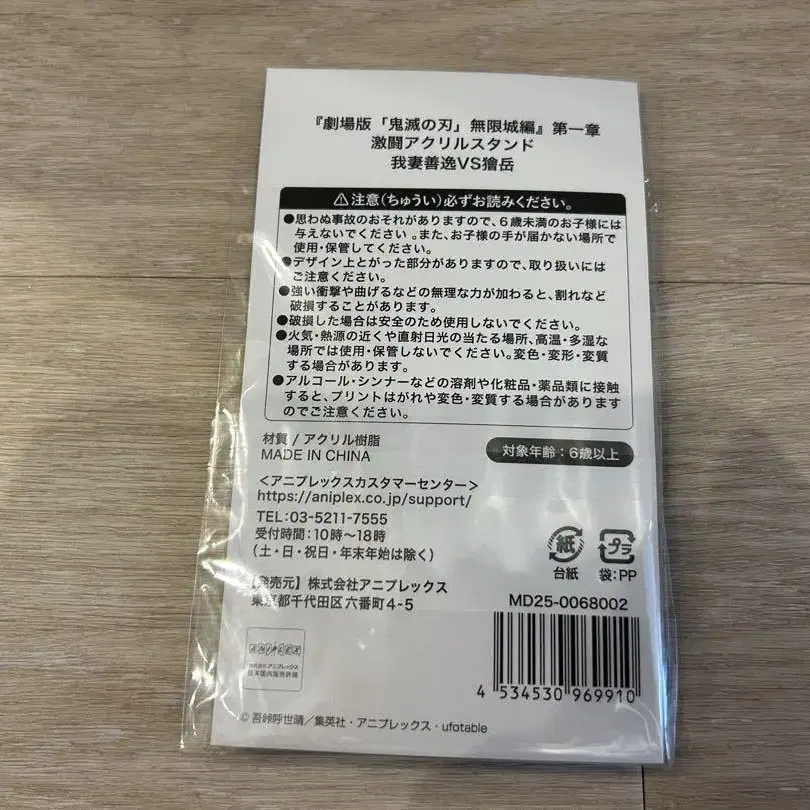 『劇場版「鬼滅の刃」無限城編』第一章
激闘アクリルスタンド
我妻善逸VS獪岳
⚠注意(ちゅうい)必ずお読みください。
●思わぬ事故のおそれがありますので、6歳未満のお子様には
与えないでください。また、お子様の手が届かない場所で
使用・保管してください。
●デザイン上とがった部分がありますので、取り扱いには
ご注意ください。
●強い衝撃や曲げるなどの無理な力が加わると、割れなど
破損することがあります。
●破損した場合は安全のため使用しないでください。
●火気・熱源の近くや直射日光の当たる場所、高温・多湿な
場所では使用・保管しないでください。変色・変形・変質
する場合があります。
●アルコール・シンナーなどの溶剤や化粧品・薬品類に接触
すると、プリントはがれや変色・変質する場合があります
のでご注意ください。
材質 / アクリル樹脂
MADE IN CHINA
対象年齢:6歳以上
<アニプレックスカスタマーセンター>
https://aniplex.co.jp/support/
TEL:03-5211-7555
受付時間:10時~18時
(土・日・祝日・年末年始は除く)
紙
台紙
プラ
袋:PP
【発売元】株式会社アニプレックス
東京都千代田区六番町4-5
MD25-0068002
4 534530 969910
株式会社アニプレックス
日本国内販売許諾
© 吾峠呼世晴/集英社・アニプレックス・ufotable